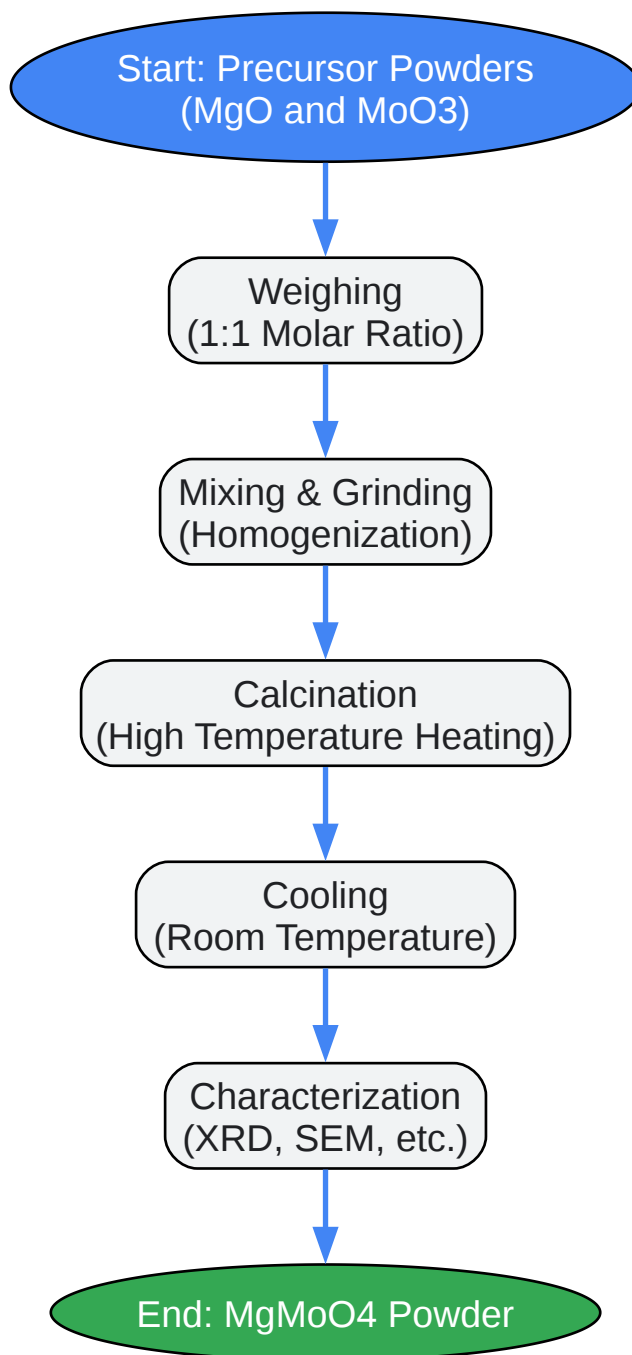 Start: Precursor Powders
(MgO and MoO3)
Weighing
(1:1 Molar Ratio)
Mixing & Grinding
(Homogenization)
Calcination
(High Temperature Heating)
Cooling
(Room Temperature)
Characterization
(XRD, SEM, etc.)
End: MgMoO4 Powder